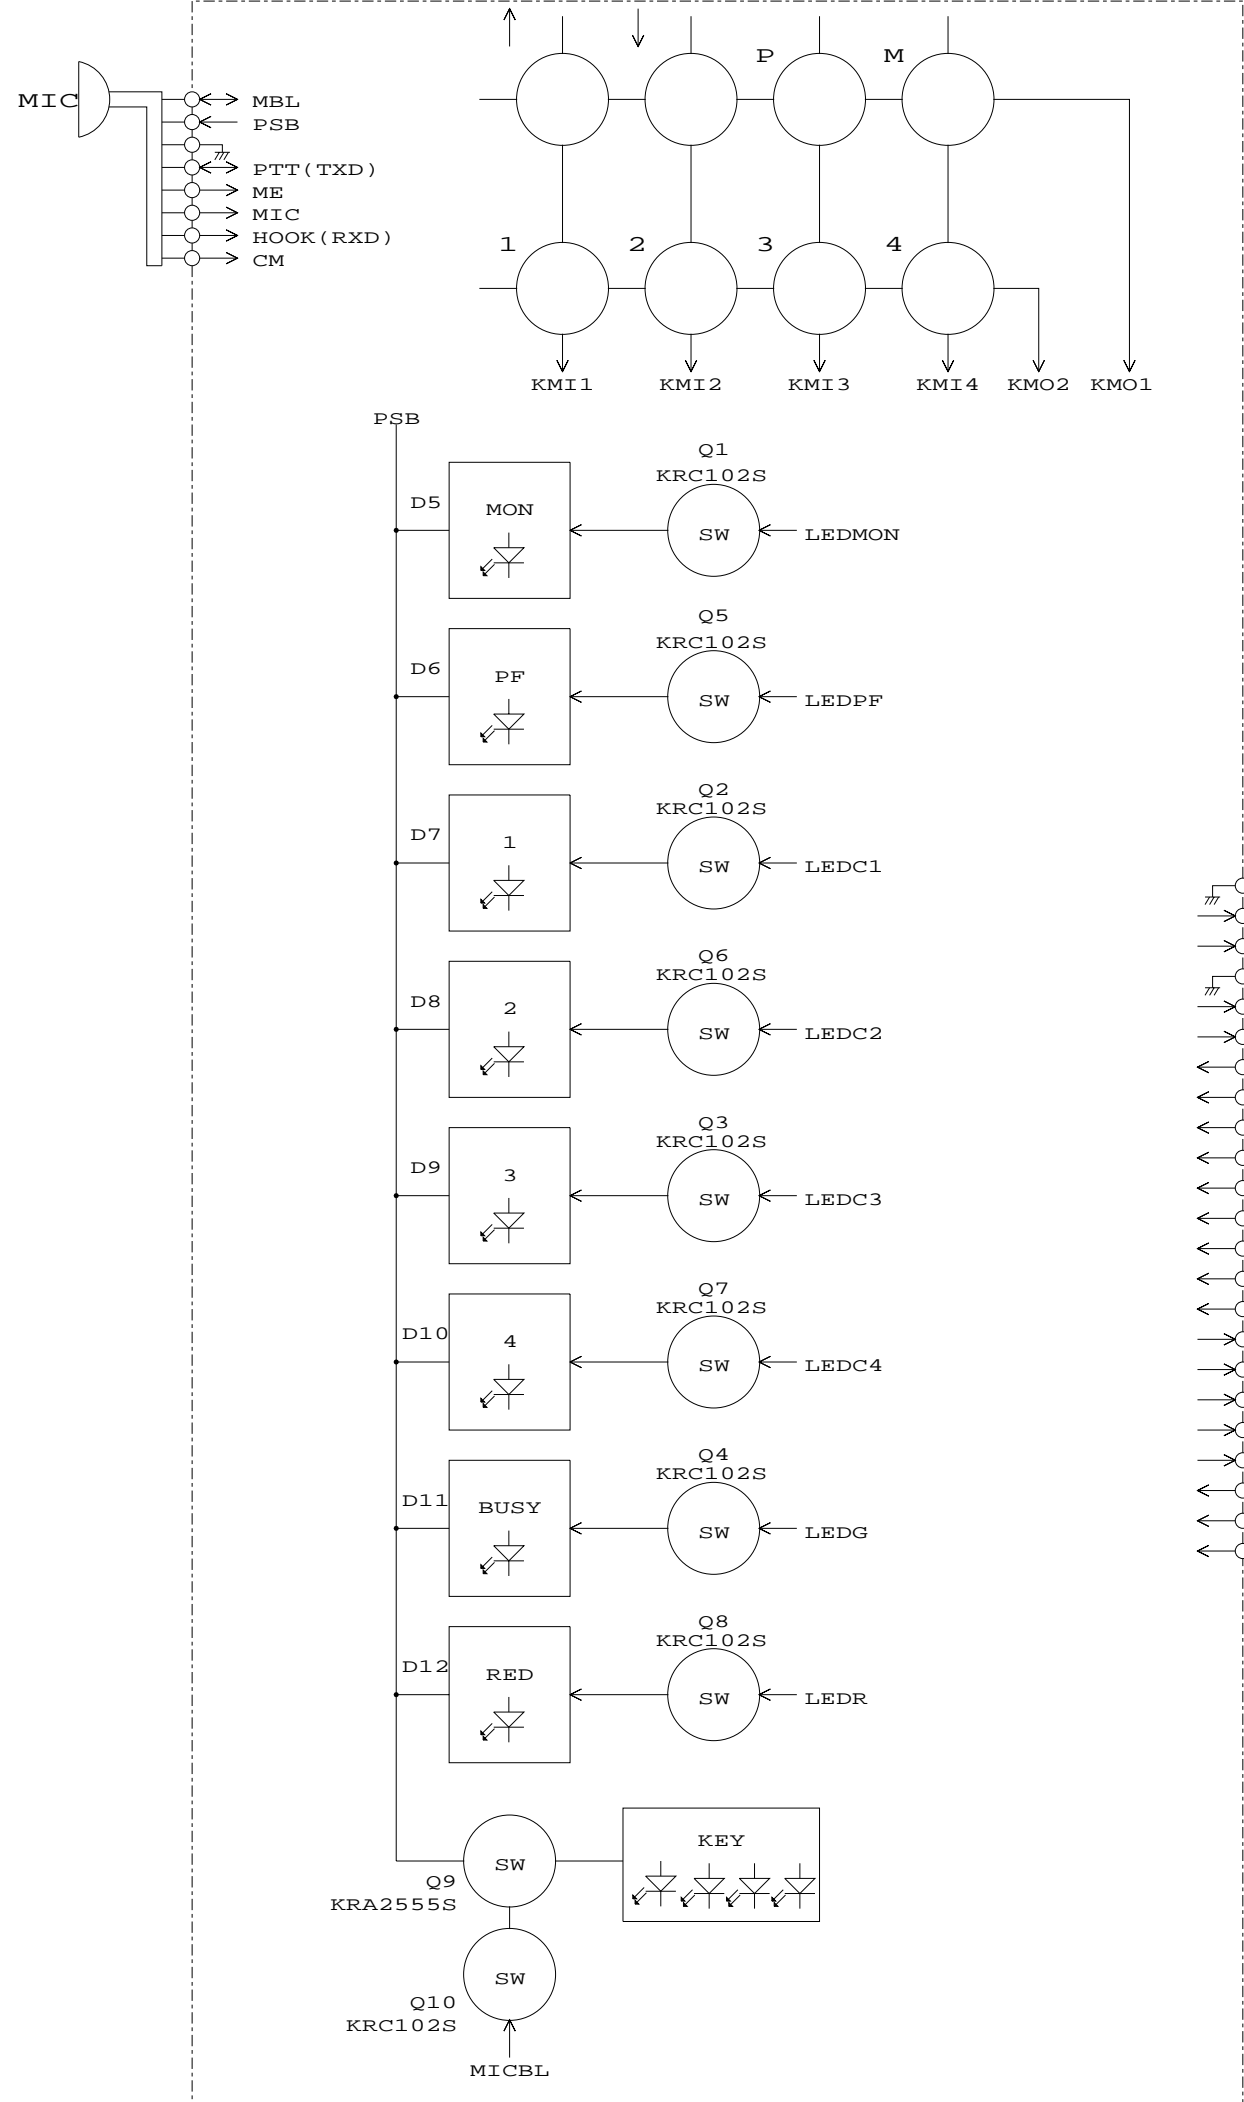 P M
MIC
MBL
PSB
PTT(TXD)
ME
MIC
HOOK(RXD)
CM
1 2 3 4
KMI1 KMI2 KMI3 KMI4 KMO2 KMO1
PSB
Q1
KRC102S
D5 MON SW LEDMON
Q5
KRC102S
D6 PF SW LEDPF
Q2
KRC102S
D7 1 SW LEDC1
Q6
KRC102S
D8 2 SW LEDC2
Q3
KRC102S
D9 3 SW LEDC3
Q7
KRC102S
D10 4 SW LEDC4
Q4
KRC102S
D11 BUSY SW LEDG
Q8
KRC102S
D12 RED SW LEDR
KEY
SW
Q9
KRA2555S
SW
Q10
KRC102S
MICBL